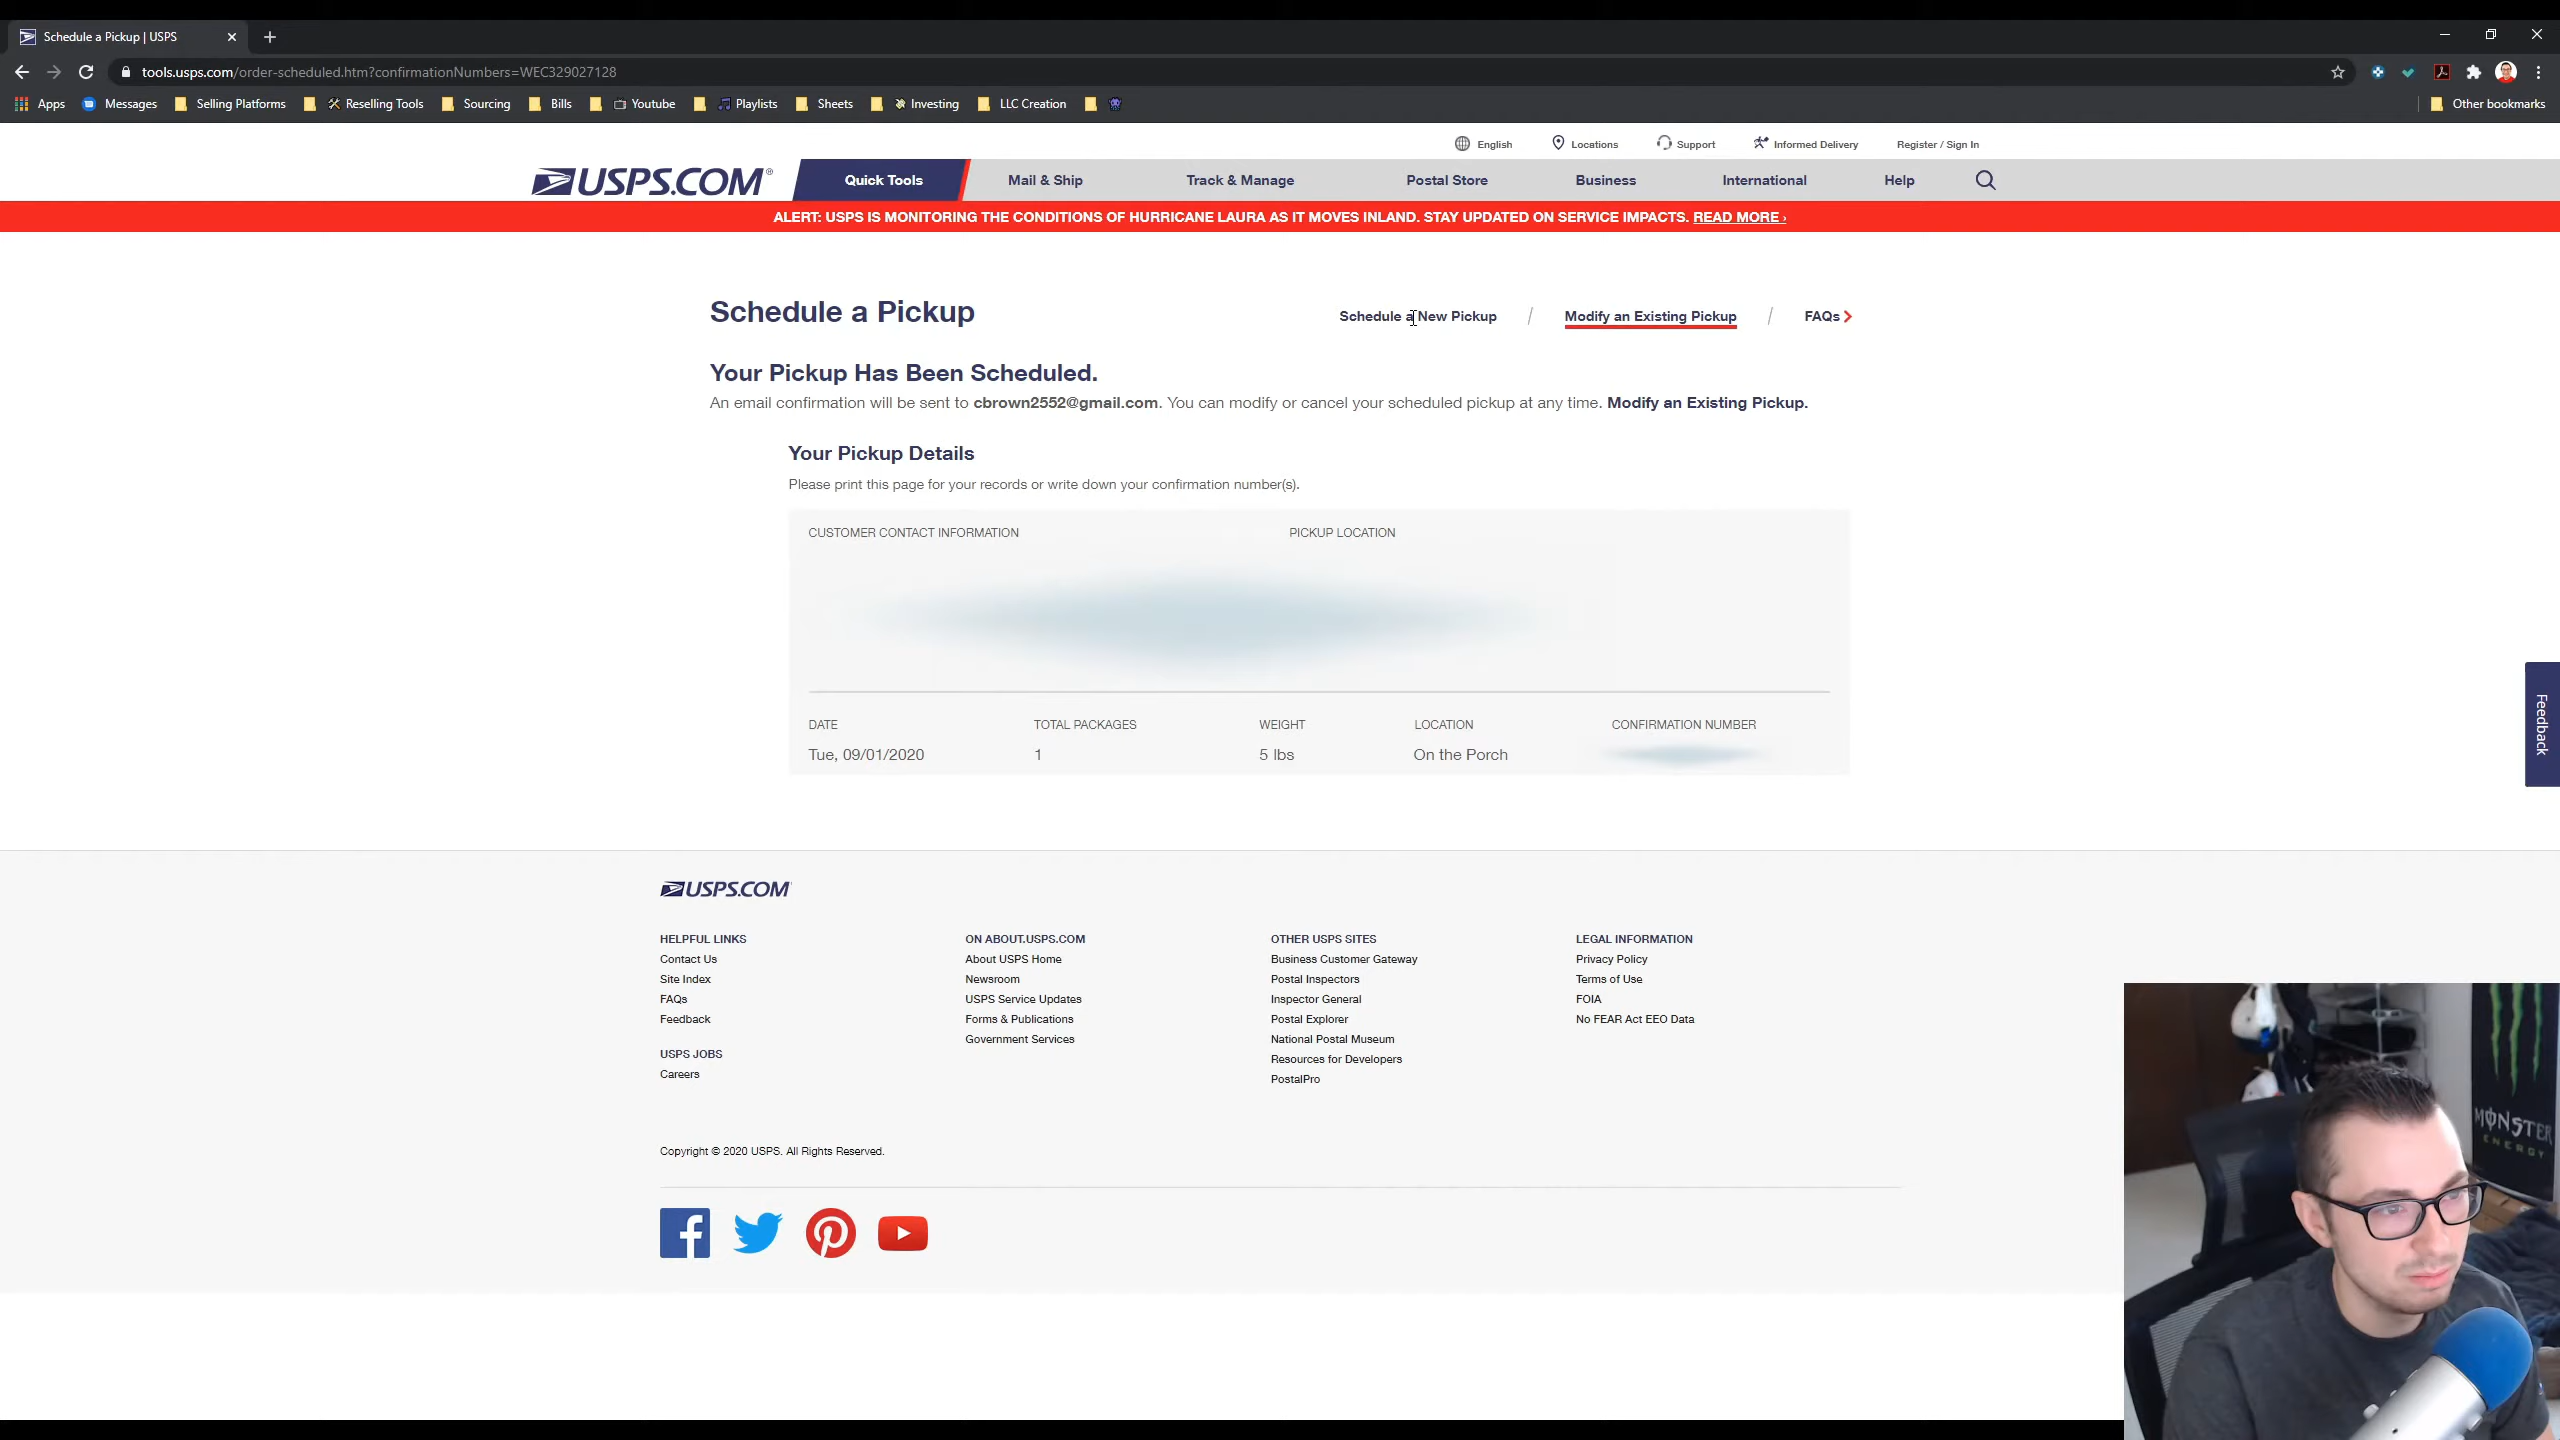 Schedule a Pickup | USPS
tools.usps.com/order-scheduled.htm?confirmationNumbers=WEC329027128
Apps Messages Selling Platforms Reselling Tools Sourcing Bills Youtube Playlists Sheets Investing LLC Creation Other bookmarks
English Locations Support Informed Delivery Register / Sign In
USPS.COM® Quick Tools Mail & Ship Track & Manage Postal Store Business International Help
ALERT: USPS IS MONITORING THE CONDITIONS OF HURRICANE LAURA AS IT MOVES INLAND. STAY UPDATED ON SERVICE IMPACTS. READ MORE ›
Schedule a Pickup Schedule a New Pickup / Modify an Existing Pickup / FAQs
Your Pickup Has Been Scheduled.
An email confirmation will be sent to cbrown2552@gmail.com. You can modify or cancel your scheduled pickup at any time. Modify an Existing Pickup.
Your Pickup Details
Please print this page for your records or write down your confirmation number(s).
CUSTOMER CONTACT INFORMATION PICKUP LOCATION
DATE TOTAL PACKAGES WEIGHT LOCATION CONFIRMATION NUMBER
Tue, 09/01/2020 1 5 lbs On the Porch
Feedback
USPS.COM
HELPFUL LINKS ON ABOUT.USPS.COM OTHER USPS SITES LEGAL INFORMATION
Contact Us About USPS Home Business Customer Gateway Privacy Policy
Site Index Newsroom Postal Inspectors Terms of Use
FAQs USPS Service Updates Inspector General FOIA
Feedback Forms & Publications Postal Explorer No FEAR Act EEO Data
Government Services National Postal Museum
USPS JOBS Resources for Developers
Careers PostalPro
Copyright © 2020 USPS. All Rights Reserved.
MONSTER
ENERGY